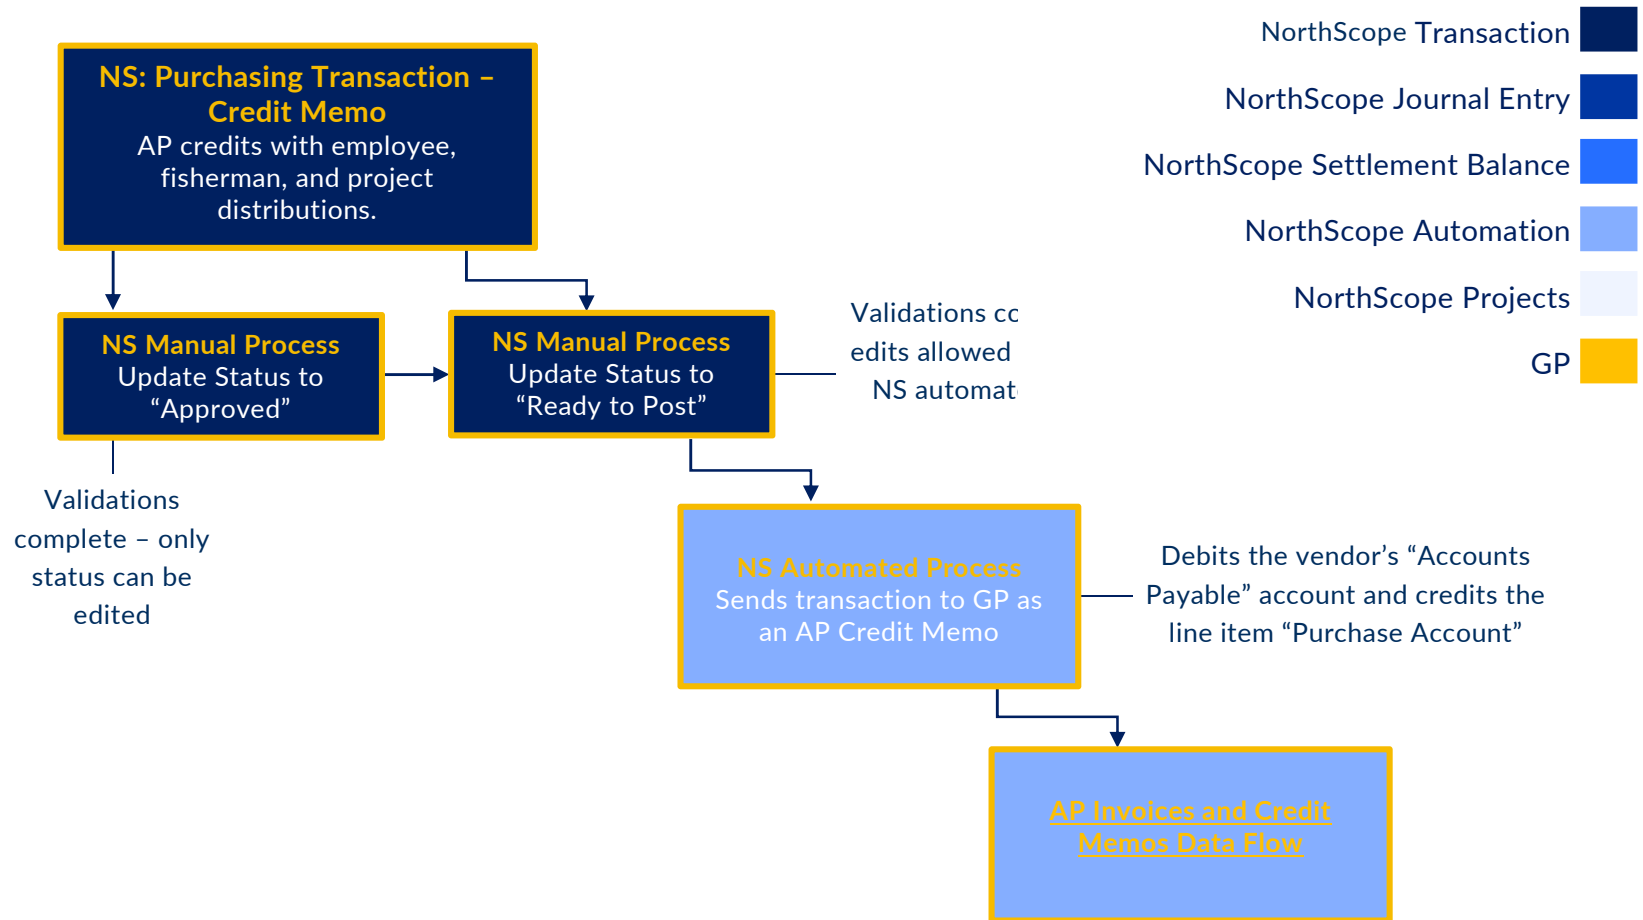 NS: Purchasing Transaction –
Credit Memo
AP credits with employee,
fisherman, and project
distributions.
NorthScope Transaction
NorthScope Journal Entry
NorthScope Settlement Balance
NorthScope Automation
NorthScope Projects
GP
NS Manual Process
Update Status to
“Approved”
NS Manual Process
Update Status to
“Ready to Post”
Validations
edits allowed
NS
Validations
complete – only
status can be
edited
NS Automated Process
Sends transaction to GP as
an AP Credit Memo
Debits the vendor’s “Accounts
Payable” account and credits the
line item “Purchase Account”
AP Invoices and Credit
Memos Data Flow